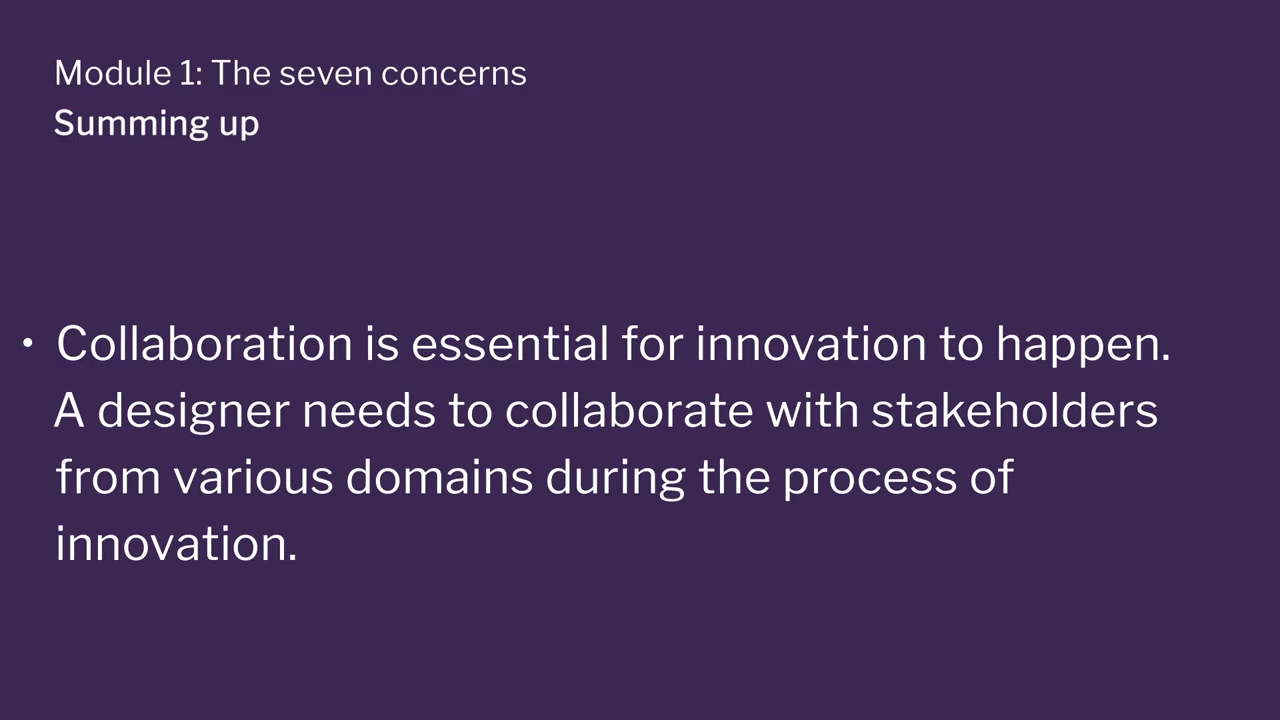 Module 1: The seven concerns
Summing up
• Collaboration is essential for innovation to happen.
A designer needs to collaborate with stakeholders
from various domains during the process of
innovation.